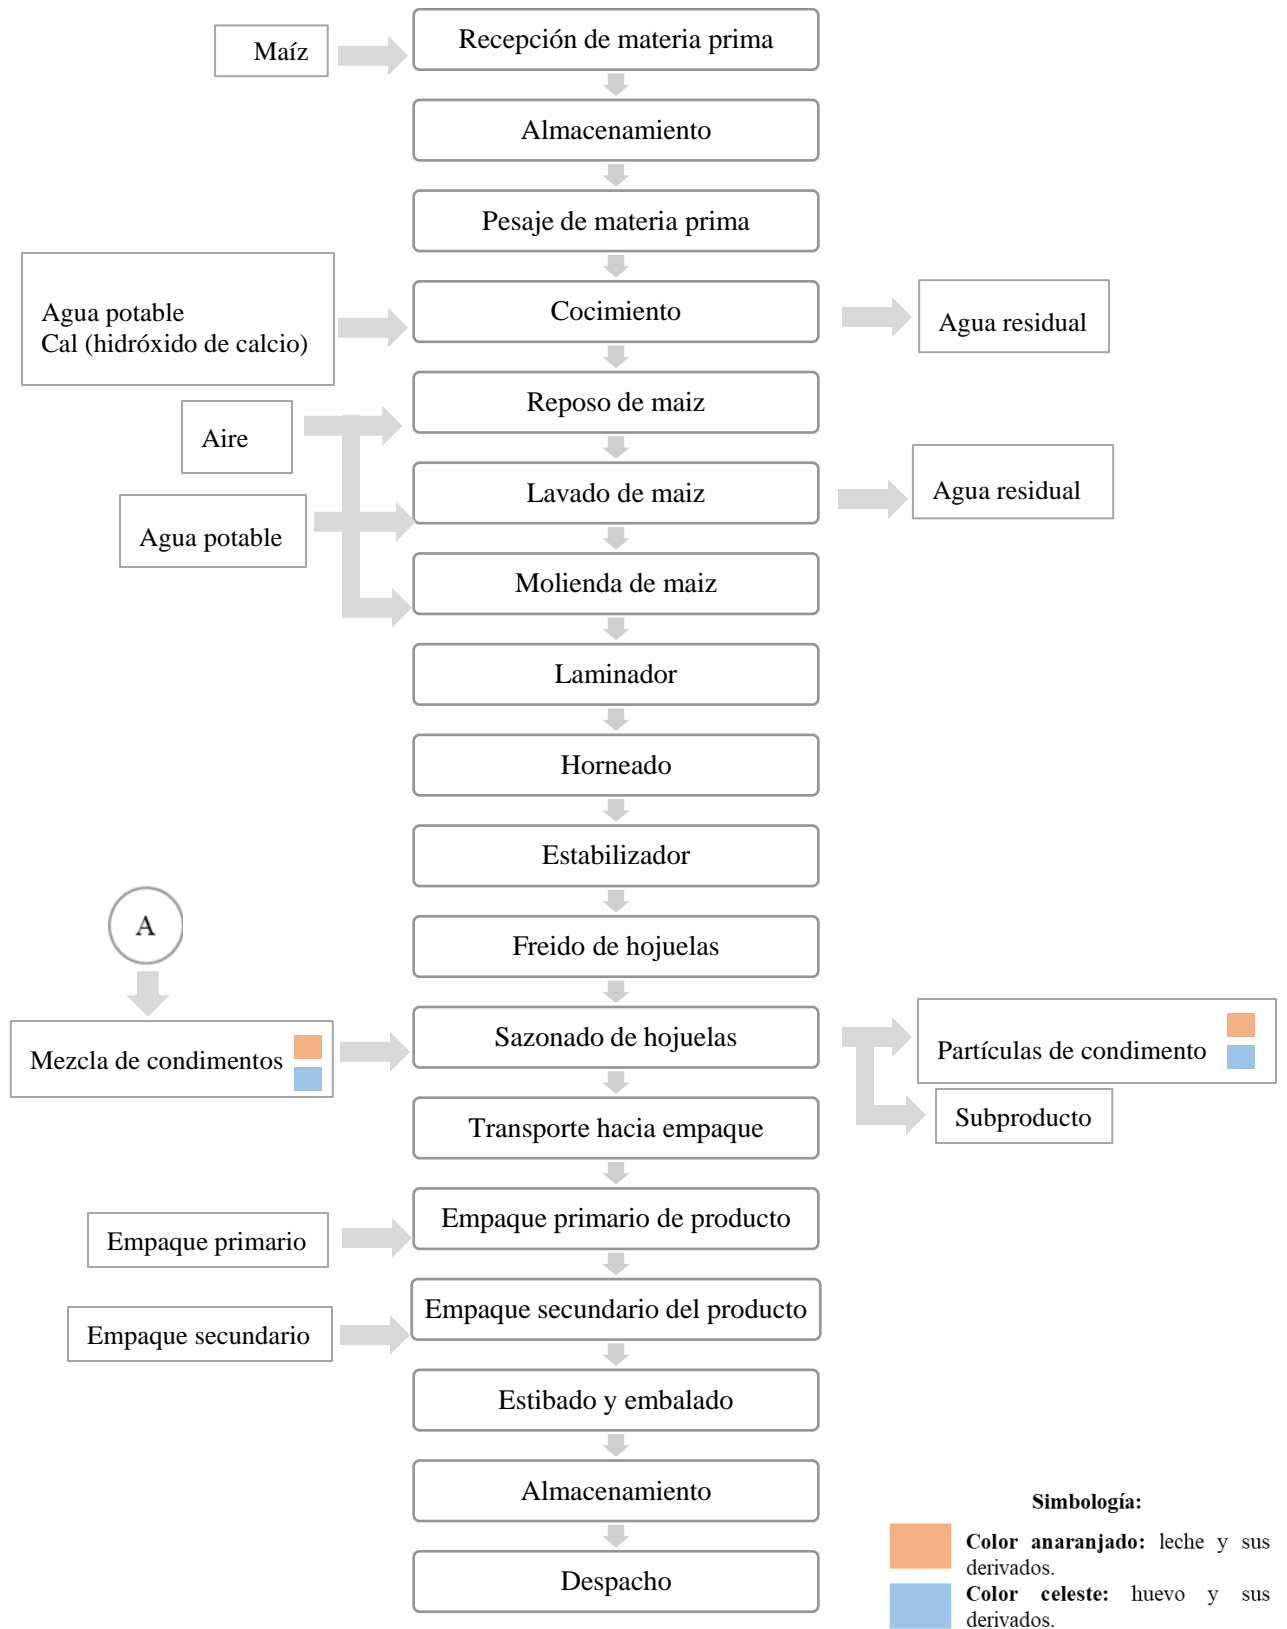 Recepción de materia prima
Maíz
Almacenamiento
Pesaje de materia prima
Agua potable
Cal (hidróxido de calcio)
Cocimiento
Agua residual
Reposo de maiz
Aire
Lavado de maiz
Agua residual
Agua potable
Molienda de maiz
Laminador
Horneado
Estabilizador
A
Freido de hojuelas
Mezcla de condimentos
Sazonado de hojuelas
Partículas de condimento
Subproducto
Transporte hacia empaque
Empaque primario de producto
Empaque primario
Empaque secundario del producto
Empaque secundario
Estibado y embalado
Almacenamiento
Despacho
Simbología:
Color anaranjado: leche y sus
derivados.
Color celeste: huevo y sus
derivados.